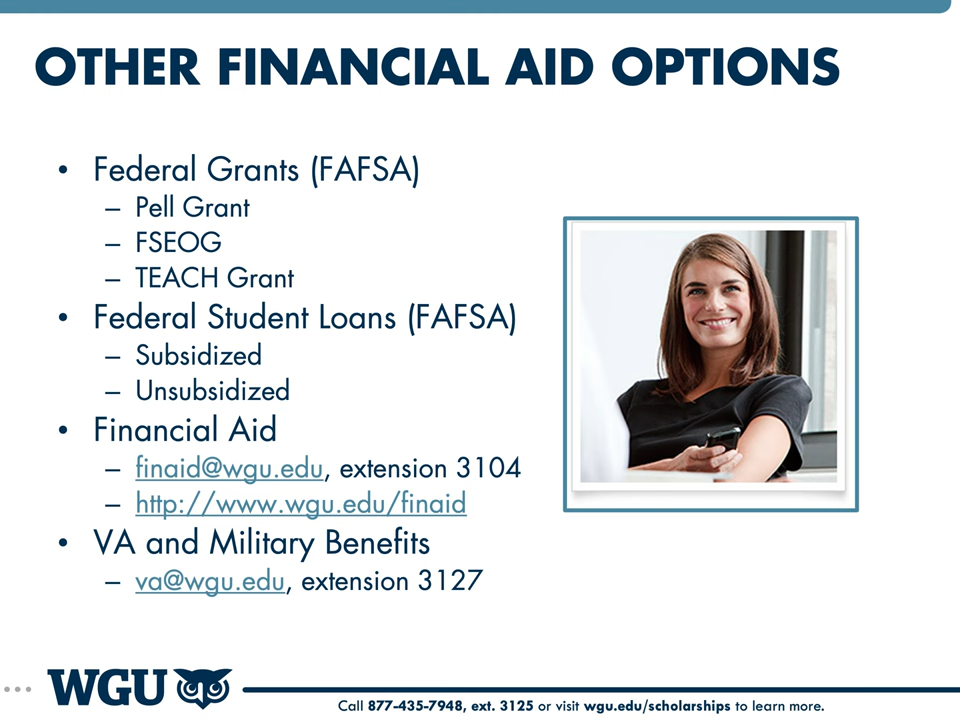 OTHER FINANCIAL AID OPTIONS
• Federal Grants (FAFSA)
– Pell Grant
– FSEOG
– TEACH Grant
• Federal Student Loans (FAFSA)
– Subsidized
– Unsubsidized
• Financial Aid
– finaid@wgu.edu, extension 3104
– http://www.wgu.edu/finaid
• VA and Military Benefits
– va@wgu.edu, extension 3127
WGU
Call 877-435-7948, ext. 3125 or visit wgu.edu/scholarships to learn more.